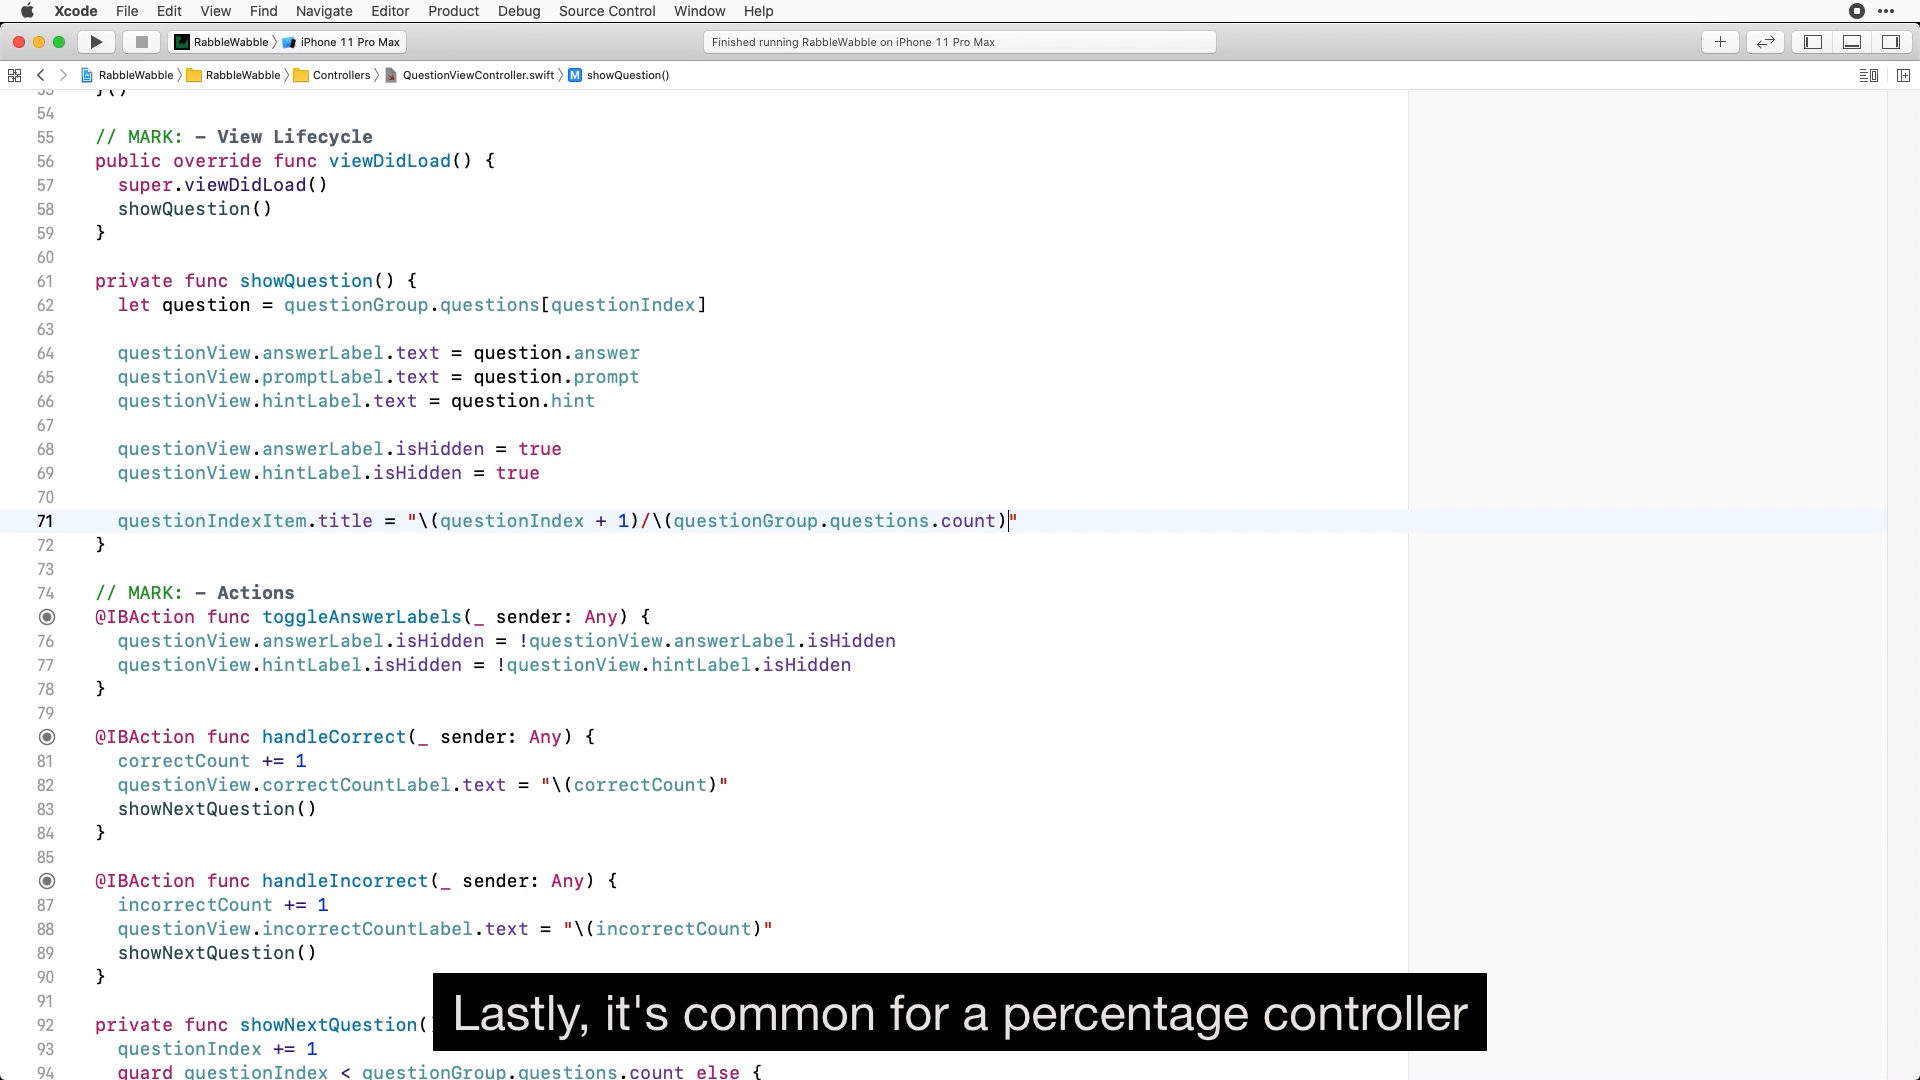 Xcode File Edit View Find Navigate Editor Product Debug Source Control Window Help
RabbleWabble iPhone 11 Pro Max
Finished running RabbleWabble on iPhone 11 Pro Max
RabbleWabble RabbleWabble Controllers QuestionViewController.swift M showQuestion()
53 }()
54
55 // MARK: - View Lifecycle
56 public override func viewDidLoad() {
57 super.viewDidLoad()
58 showQuestion()
59 }
60
61 private func showQuestion() {
62 let question = questionGroup.questions[questionIndex]
63
64 questionView.answerLabel.text = question.answer
65 questionView.promptLabel.text = question.prompt
66 questionView.hintLabel.text = question.hint
67
68 questionView.answerLabel.isHidden = true
69 questionView.hintLabel.isHidden = true
70
71 questionIndexItem.title = "\(questionIndex + 1)/\(questionGroup.questions.count)"
72 }
73
74 // MARK: - Actions
@IBAction func toggleAnswerLabels(_ sender: Any) {
76 questionView.answerLabel.isHidden = !questionView.answerLabel.isHidden
77 questionView.hintLabel.isHidden = !questionView.hintLabel.isHidden
78 }
79
@IBAction func handleCorrect(_ sender: Any) {
81 correctCount += 1
82 questionView.correctCountLabel.text = "\(correctCount)"
83 showNextQuestion()
84 }
85
@IBAction func handleIncorrect(_ sender: Any) {
87 incorrectCount += 1
88 questionView.incorrectCountLabel.text = "\(incorrectCount)"
89 showNextQuestion()
90 }
91
92 private func showNextQuestion(
93 questionIndex += 1
94 guard questionIndex < questionGroup.questions.count else {
Lastly, it's common for a percentage controller